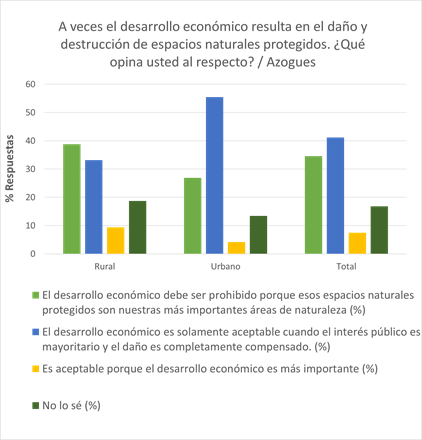 A veces el desarrollo económico resulta en el daño y
destrucción de espacios naturales protegidos. ¿Qué
opina usted al respecto? / Azogues
% Respuestas
60
50
40
30
20
10
0
Rural Urbano Total
El desarrollo económico debe ser prohibido porque esos espacios naturales
protegidos son nuestras más importantes áreas de naturaleza (%)
El desarrollo económico es solamente aceptable cuando el interés público es
mayoritario y el daño es completamente compensado. (%)
Es aceptable porque el desarrollo económico es más importante (%)
No lo sé (%)